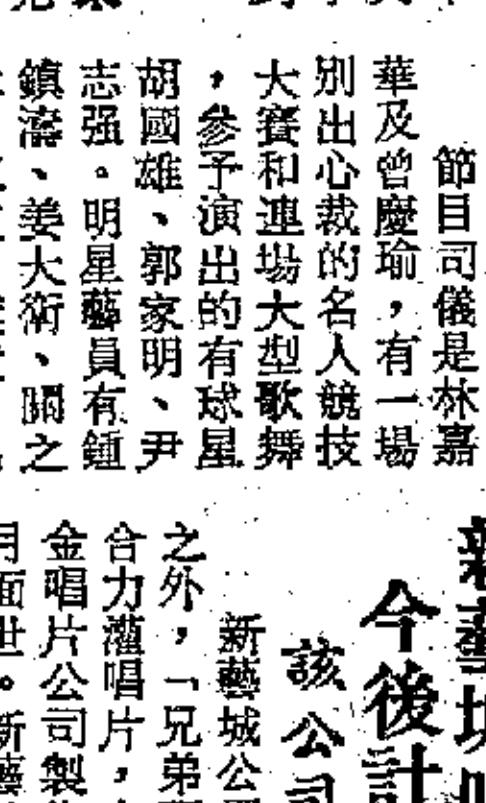 節目司儀是林嘉
華及曾慶瑜，有一場
別出心裁的名人競技
大賽和連場大型歌舞
，參予演出的有球星
胡國雄、郭家明、尹
志强。明星藝員有鍾
鎮濤、姜大衛、關之
今後計
該公司
新藝城公
之外，「兄弟
合力灌唱片，
金唱片公司製
月面世。新藝